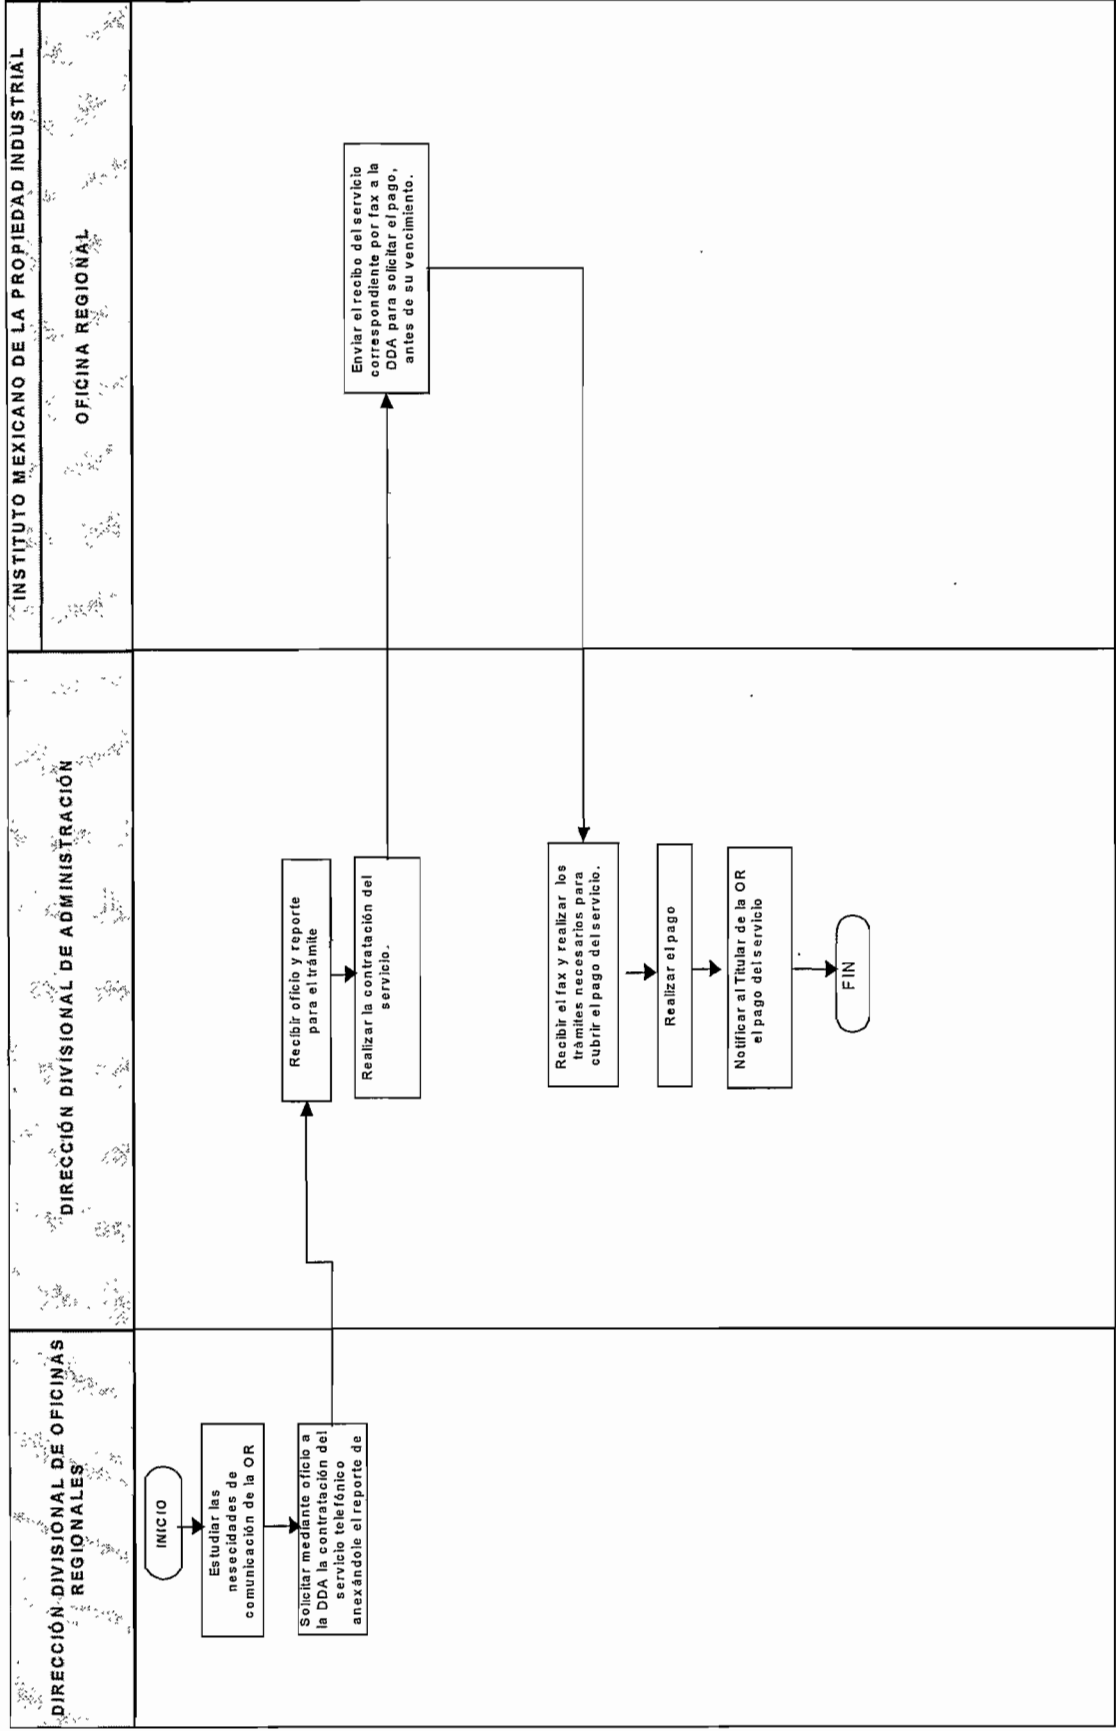 INSTITUTO MEXICANO DE LA PROPIEDAD INDUSTRIAL
DIRECCIÓN DIVISIONAL DE OFICINAS
REGIONALES
DIRECCIÓN DIVISIONAL DE ADMINISTRACIÓN
OFICINA REGIONAL
INICIO
Estudiar las
nesecidades de
comunicación de la OR
Solicitar mediante oficio a
la DDA la contratación del
servicio telefónico
anexándole el reporte de
Recibir oficio y reporte
para el trámite
Realizar la contratación del
servicio.
Enviar el recibo del servicio
correspondiente por fax a la
DDA para solicitar el pago,
antes de su vencimiento.
Recibir el fax y realizar los
trámites necesarios para
cubrir el pago del servicio.
Realizar el pago
Notificar al Titular de la OR
el pago del servicio
FIN